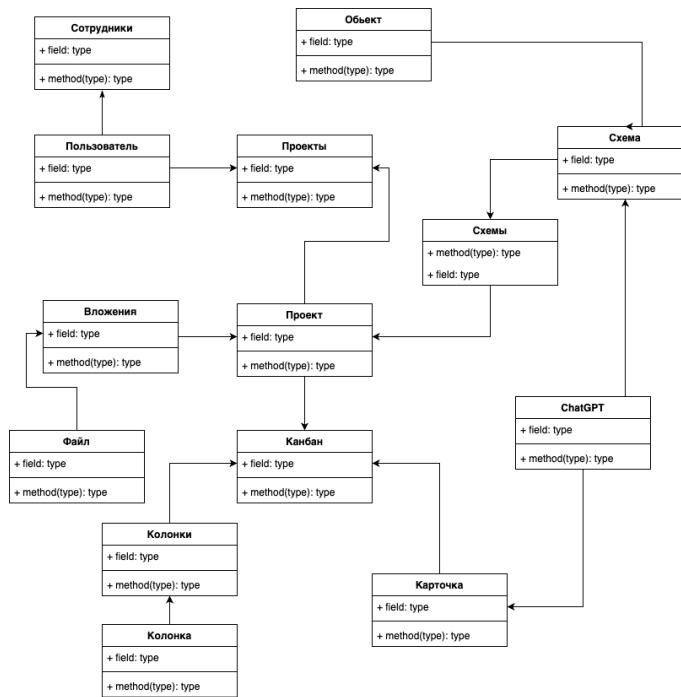 Сотрудники
+ field: type
+ method(type): type
Обьект
+ field: type
+ method(type): type
Пользователь
+ field: type
+ method(type): type
Проекты
+ field: type
+ method(type): type
Схема
+ field: type
+ method(type): type
Схемы
+ method(type): type
+ field: type
Вложения
+ field: type
+ method(type): type
Проект
+ field: type
+ method(type): type
ChatGPT
+ field: type
+ method(type): type
Файл
+ field: type
+ method(type): type
Канбан
+ field: type
+ method(type): type
Колонки
+ field: type
+ method(type): type
Карточка
+ field: type
+ method(type): type
Колонка
+ field: type
+ method(type): type